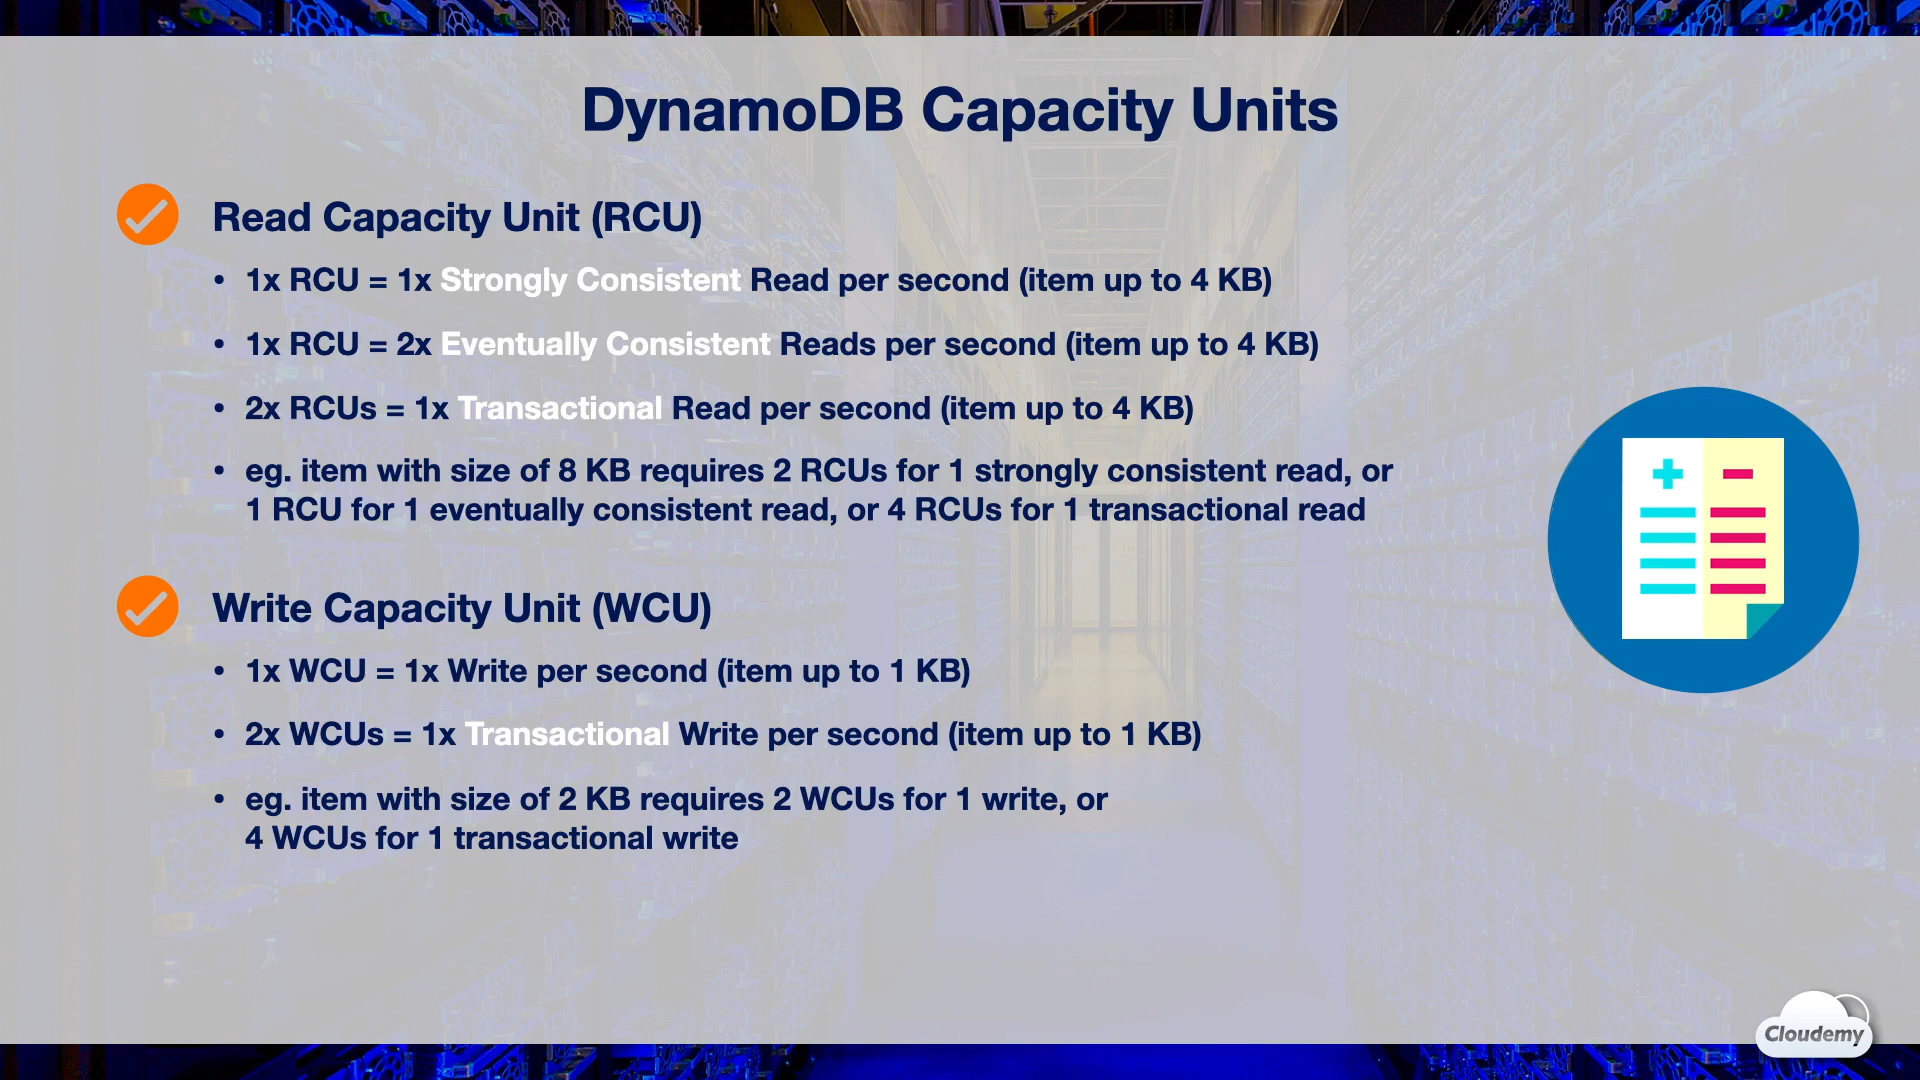 DynamoDB Capacity Units
Read Capacity Unit (RCU)
• 1x RCU = 1x Strongly Consistent Read per second (item up to 4 KB)
• 1x RCU = 2x Eventually Consistent Reads per second (item up to 4 KB)
• 2x RCUs = 1x Transactional Read per second (item up to 4 KB)
• eg. item with size of 8 KB requires 2 RCUs for 1 strongly consistent read, or
1 RCU for 1 eventually consistent read, or 4 RCUs for 1 transactional read
Write Capacity Unit (WCU)
• 1x WCU = 1x Write per second (item up to 1 KB)
• 2x WCUs = 1x Transactional Write per second (item up to 1 KB)
• eg. item with size of 2 KB requires 2 WCUs for 1 write, or
4 WCUs for 1 transactional write
Cloudemy